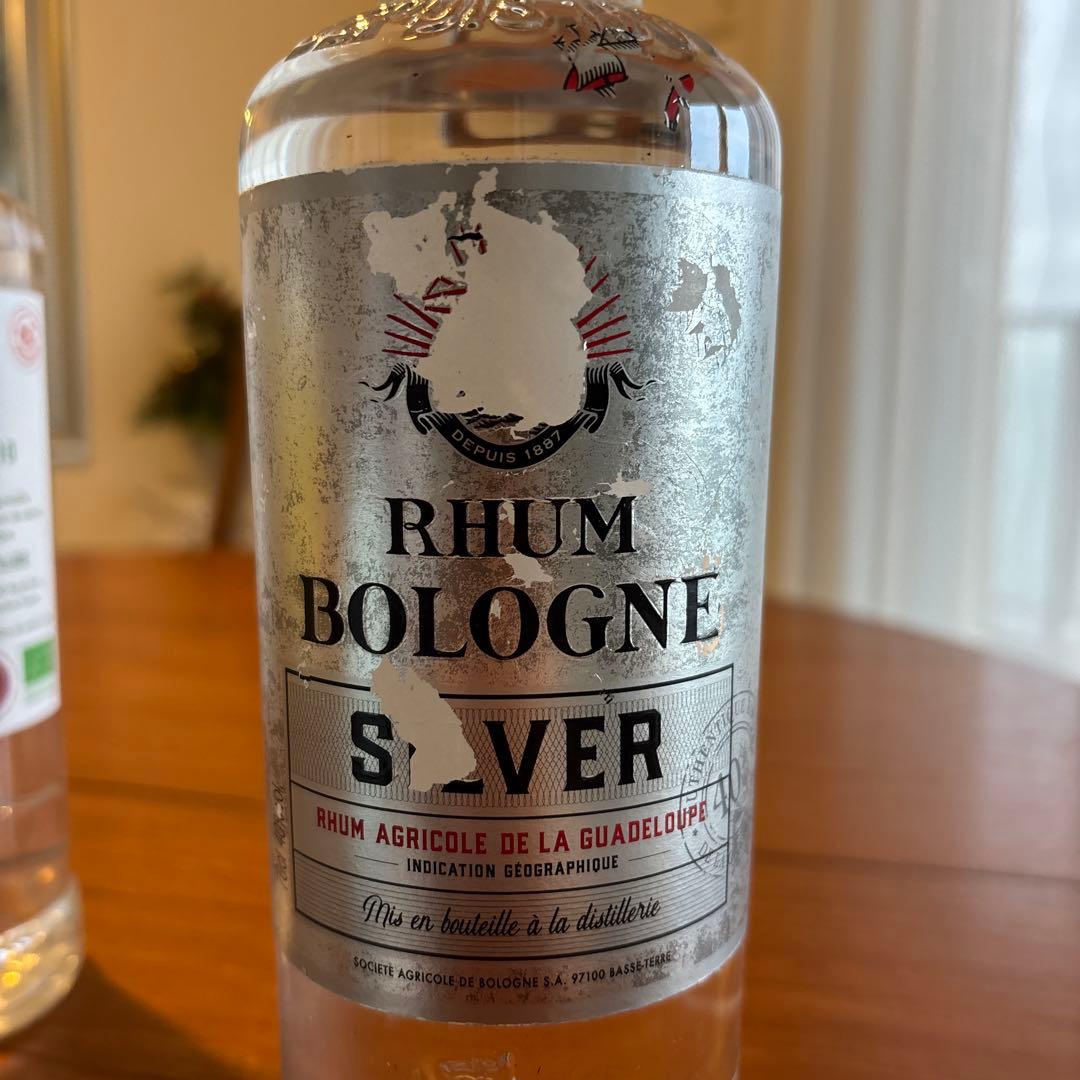 DEPUIS 1887
RHUM
BOLOGNE
RHUM AGRICOLE DE LA GUADELOUPE
INDICATION GÉOGRAPHIQUE
Mis en bouteille à la distillerie
SOCIÉTÉ AGRICOLE DE BOLOGNE S.A. 97100 BASSE-TERRE